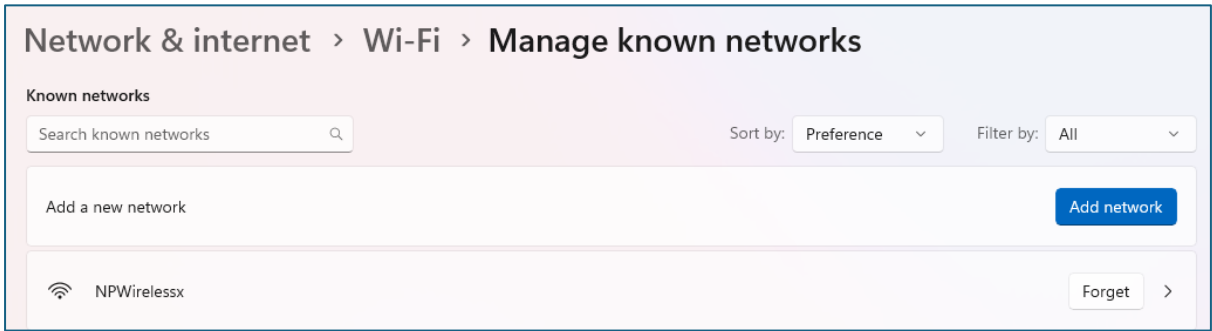 Network & internet > Wi-Fi > Manage known networks
Known networks
Search known networks
Sort by: Preference
Filter by: All
Add a new network
Add network
NPWirelessx
Forget